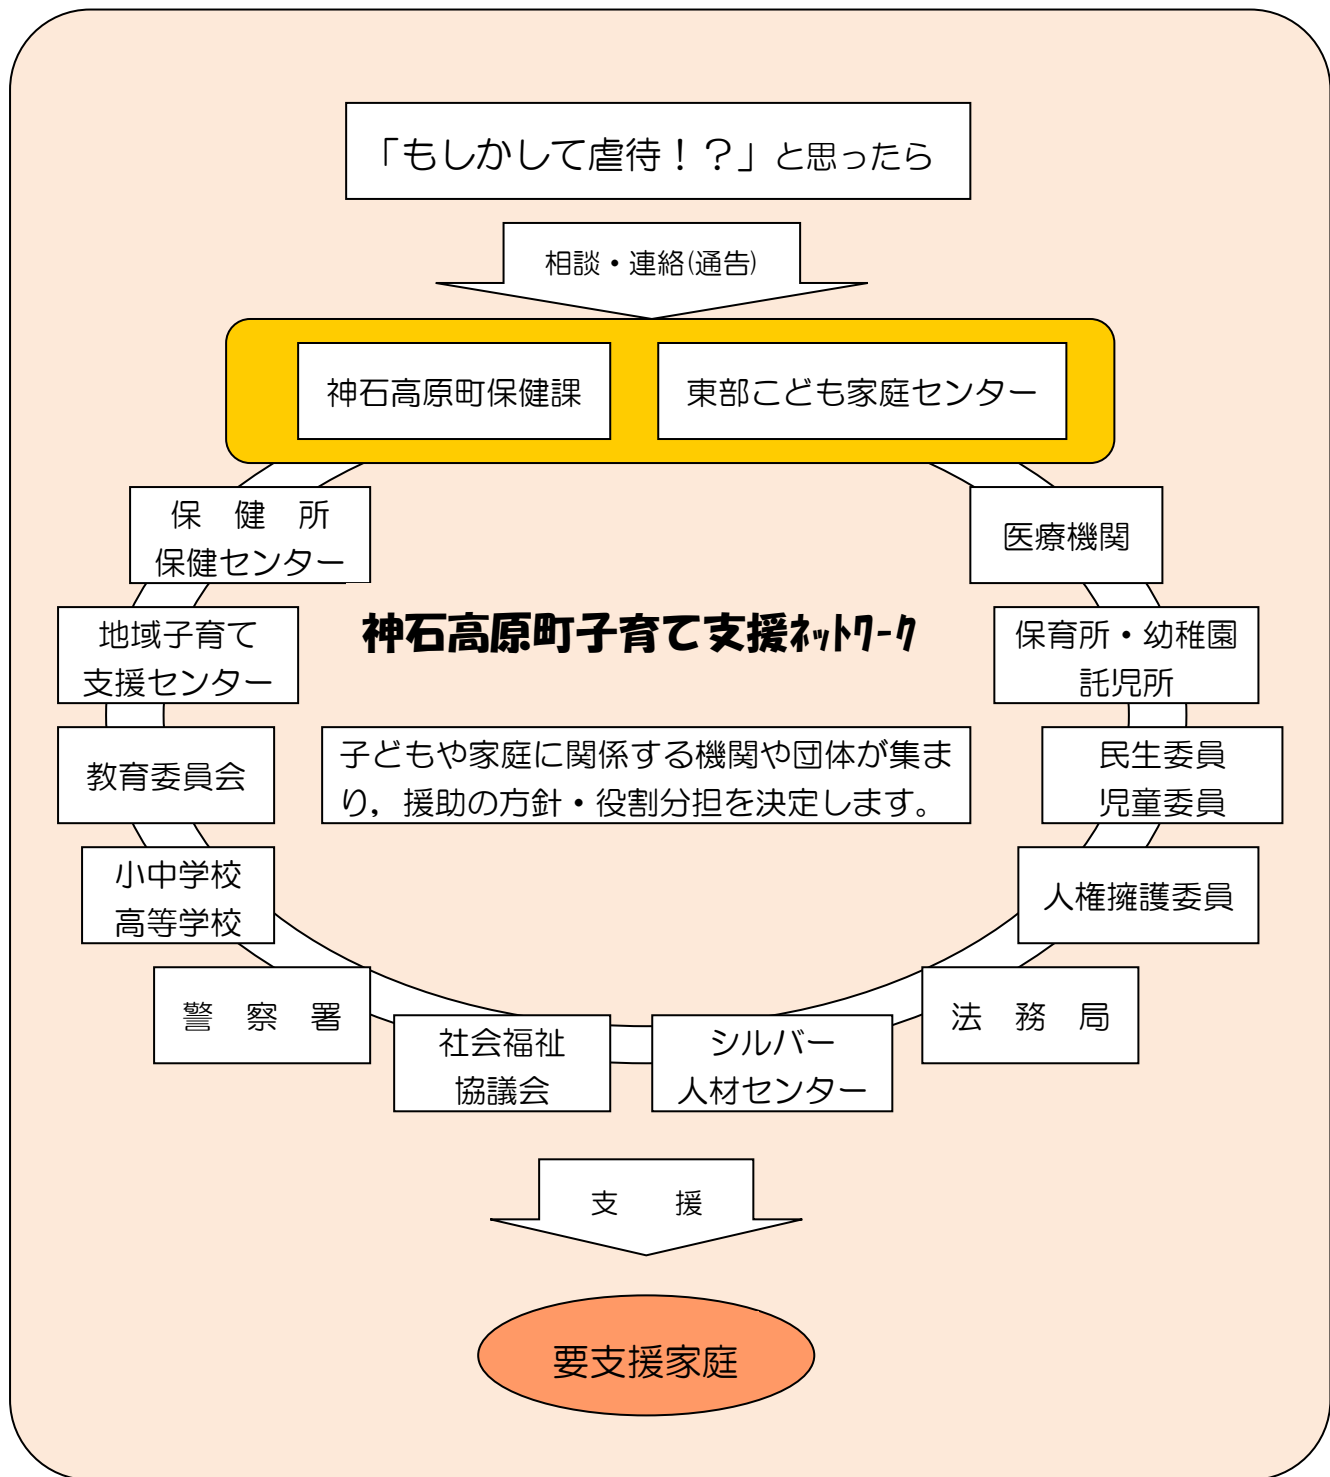 「もしかして虐待！？」と思ったら
相談・連絡(通告)
神石高原町保健課
東部こども家庭センター
保　健　所
保健センター
医療機関
地域子育て
支援センター
神石高原町子育て支援ﾈｯﾄﾜｰｸ
保育所・幼稚園
託児所
教育委員会
子どもや家庭に関係する機関や団体が集ま
り，援助の方針・役割分担を決定します。
民生委員
児童委員
小中学校
高等学校
人権擁護委員
警　察　署
社会福祉
協議会
シルバー
人材センター
法　務　局
支　　援
要支援家庭